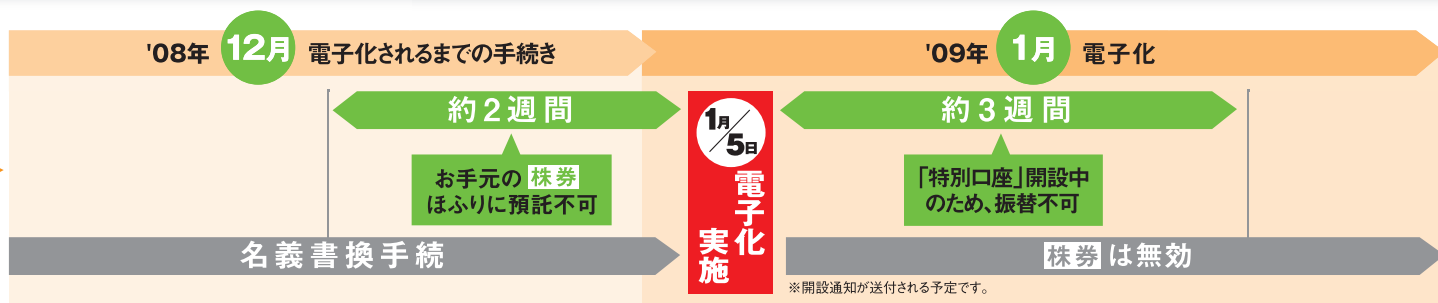 '08年 12月 電子化されるまでの手続き
'09年 1月 電子化
約2週間
お手元の 株券
ほふりに預託不可
1月/5日
電子化
実施
約3週間
「特別口座」開設中
のため、振替不可
名義書換手続
株券 は無効
※開設通知が送付される予定です。